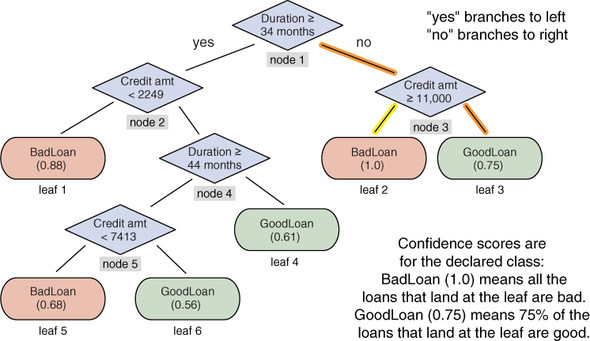 Duration ≥
34 months
"yes" branches to left
"no" branches to right
yes
no
node 1
Credit amt
< 2249
node 2
Credit amt
≥ 11,000
node 3
BadLoan
(0.88)
leaf 1
Duration ≥
44 months
node 4
BadLoan
(1.0)
leaf 2
GoodLoan
(0.75)
leaf 3
Credit amt
< 7413
node 5
GoodLoan
(0.61)
leaf 4
BadLoan
(0.68)
leaf 5
GoodLoan
(0.56)
leaf 6
Confidence scores are
for the declared class:
BadLoan (1.0) means all the
loans that land at the leaf are bad.
GoodLoan (0.75) means 75% of the
loans that land at the leaf are good.